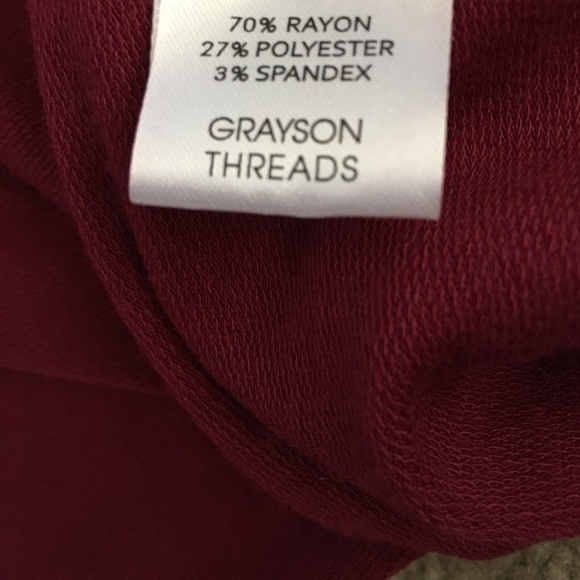 70% RAYON
27% POLYESTER
3% SPANDEX
GRAYSON
THREADS